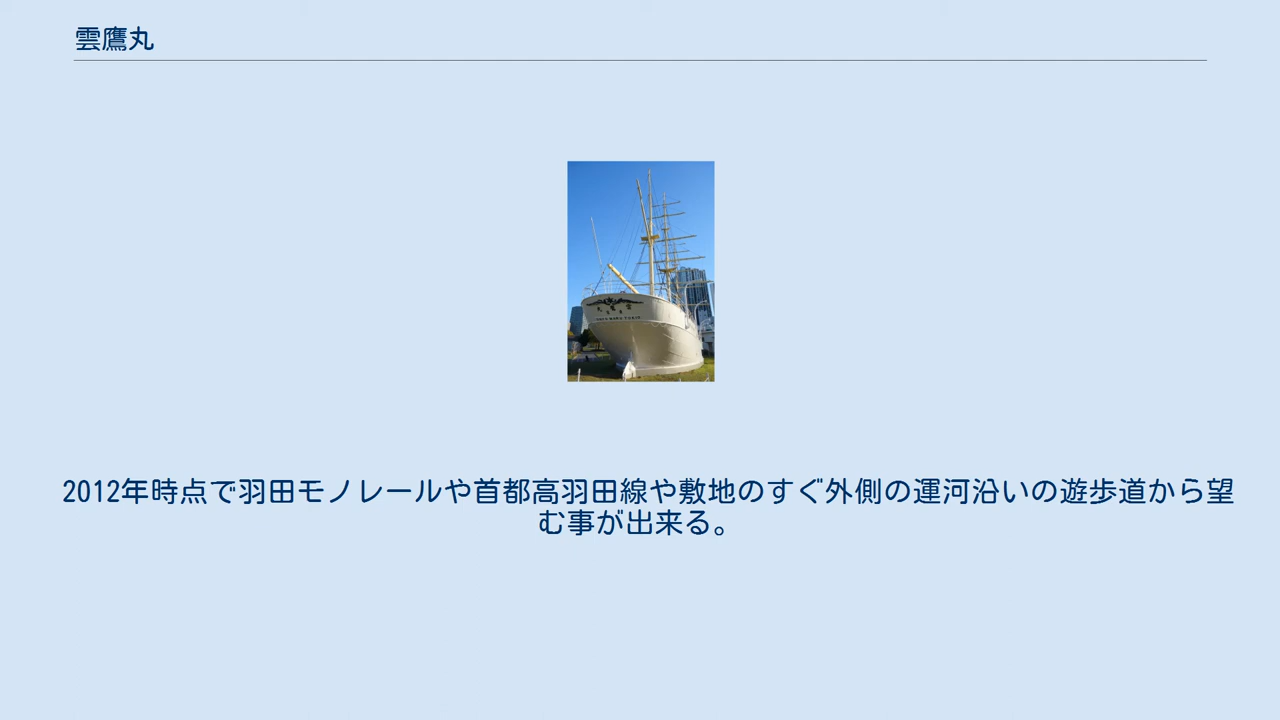 雲鷹丸
2012年時点で羽田モノレールや首都高羽田線や敷地のすぐ外側の運河沿いの遊歩道から望
む事が出来る。